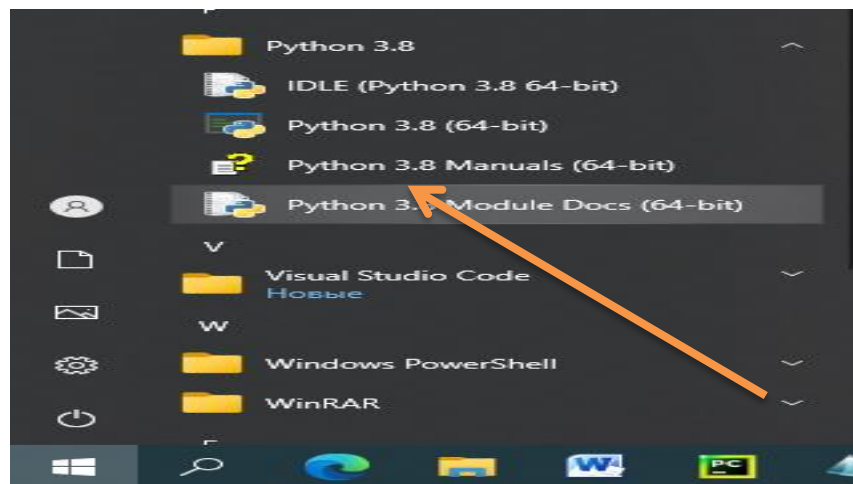 Python 3.8
IDLE (Python 3.8 64-bit)
Python 3.8 (64-bit)
Python 3.8 Manuals (64-bit)
Python 3. Module Docs (64-bit)
V
Visual Studio Code
Новые
W
Windows PowerShell
WinRAR
W
PC